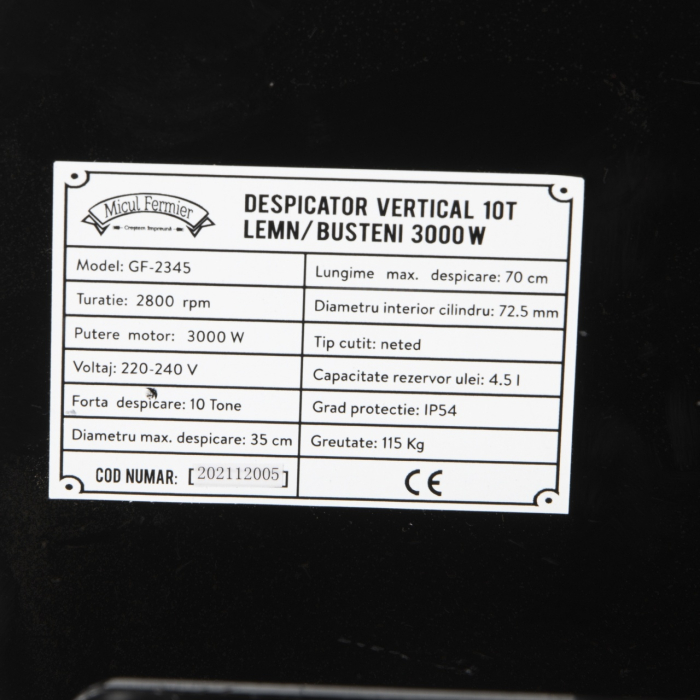 Micul Fermier
Creștem Împreună
DESPICATOR VERTICAL 10T
LEMN/BUSTENI 3000W
Model: GF-2345
Turatie: 2800 rpm
Putere motor: 3000 W
Voltaj: 220-240 V
Forta despicare: 10 Tone
Diametru max. despicare: 35 cm
COD NUMAR: [202112005]
Lungime max. despicare: 70 cm
Diametru interior cilindru: 72.5 mm
Tip cutit: neted
Capacitate rezervor ulei: 4.5 l
Grad protectie: IP54
Greutate: 115 Kg
CE